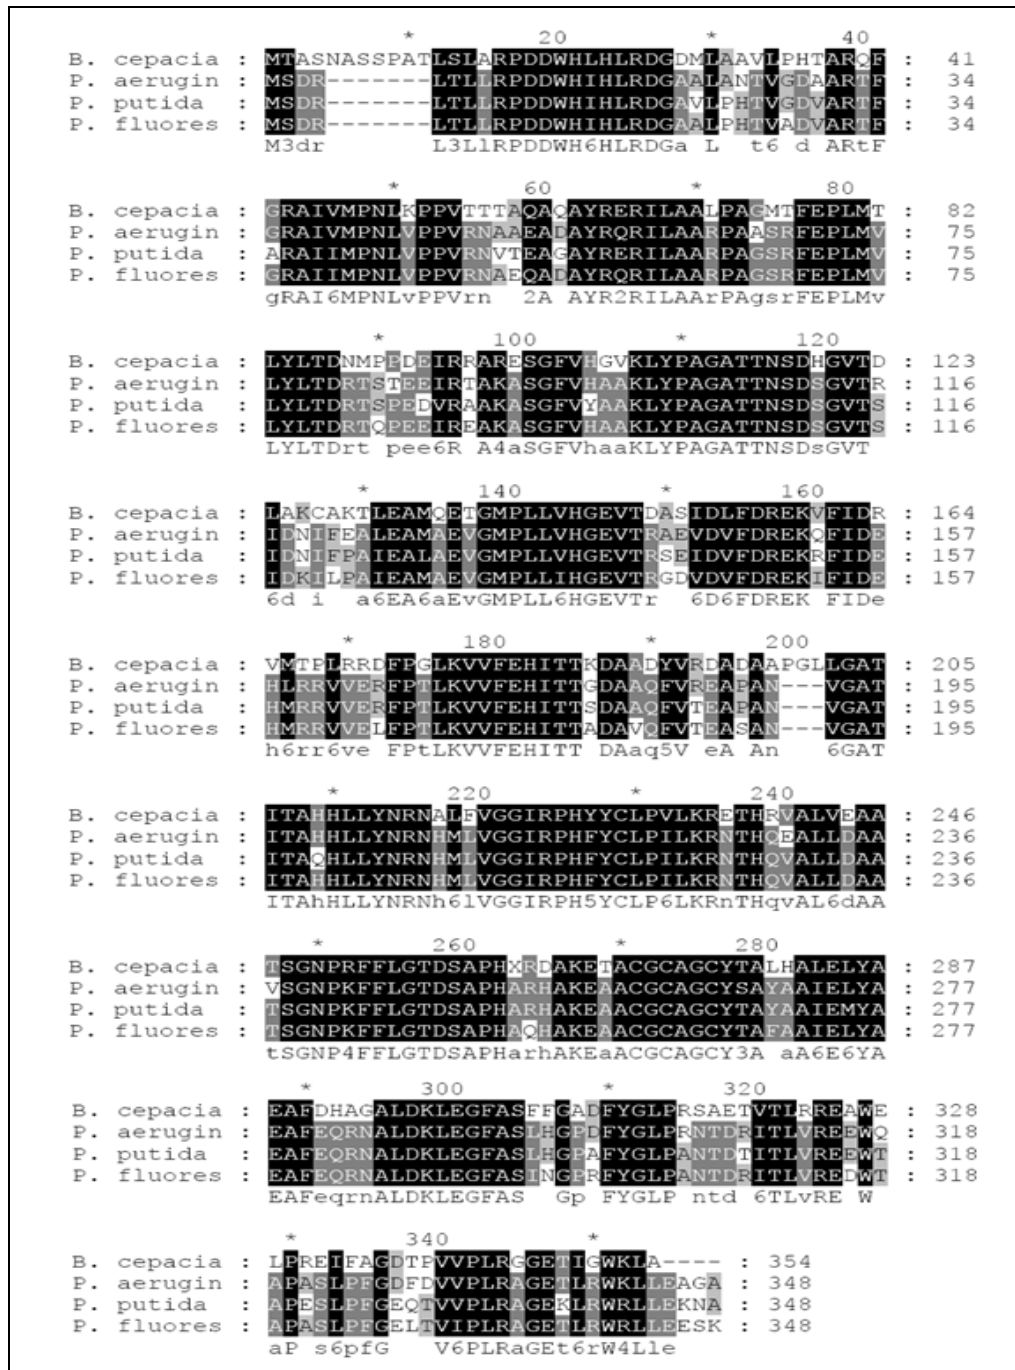 * 20 * 40
B. cepacia : MTASNASSPATLSLARPDDWHLHLRDGDMLAAVLPHTARQF : 41
P. aerugin : MSDR-------LTLLRPDDWHIHLRDGAALANTVGDAARTF : 34
P. putida : MSDR-------LTLLRPDDWHIHLRDGAVLPHTVGDVARTF : 34
P. fluores : MSDR-------LTLLRPDDWHIHLRDGAALPHTVADVARTF : 34
M3dr L3LlRPDDWH6HLRDGa L t6 d ARtF
* 60 * 80
B. cepacia : GRAIVMPNLKPPVTTTAQAQAYRERILAALPAGMTFEPLMT : 82
P. aerugin : GRAIVMPNLVPPVRNAAEADAYRQRILAARPAASRFEPLMV : 75
P. putida : ARAIIMPNLVPPVRNVTEAGAYRQRILAARPAGSRFEPLMV : 75
P. fluores : GRAIIMPNLVPPVRNAEQADAYRQRILAARPAGSRFEPLMV : 75
gRAI6MPNLvPPVrn 2A AYR2RILAArPAgsrFEPLMv
* 100 * 120
B. cepacia : LYLTDNMPPDEIRRARESGFVHGVKLYPAGATTNSDHGVTD : 123
P. aerugin : LYLTDRTSTEEIRTAKASGFVHAAKLYPAGATTNSDSGVTR : 116
P. putida : LYLTDRTSPEDVRAAKASGFVYAAKLYPAGATTNSDSGVTS : 116
P. fluores : LYLTDRTQPEEIREAKASGFVHAAKLYPAGATTNSDSGVTS : 116
LYLTDrt pee6R A4aSGFVhaaKLYPAGATTNSDsGVT
* 140 * 160
B. cepacia : LAKCAKTLEAMQETGMPLLVHGEVTDASIDLFDREKVFIDR : 164
P. aerugin : IDNIFEALEAMAEVGMPLLVHGEVTRAEVDVFDREKQFIDE : 157
P. putida : IDNIFPAIEALAEVGMPLLVHGEVTRSEIDVFDREKRFIDE : 157
P. fluores : IDKILPAIEAMAEVGMPLLIHGEVTRGDVDVFDREKIFIDE : 157
6d i a6EA6aEvGMPLL6HGEVTr 6D6FDREK FIDe
* 180 * 200
B. cepacia : VMTPLRRDFPGLKVVFEHITTKDAADYVRDADAAPGLLGAT : 205
P. aerugin : HLRRVVERFPTLKVVFEHITTGDAAQFVREAPAN---VGAT : 195
P. putida : HMRRVVERFPTLKVVFEHITTSDAAQFVTEAPAN---VGAT : 195
P. fluores : HMRRVVELFPTLKVVFEHITTADAVQFVTEASAN---VGAT : 195
h6rr6ve FPtLKVVFEHITT DAaq5V eA An 6GAT
* 220 * 240
B. cepacia : ITAHHLLYNRNALFVGGIRPHYYCLPVLKRETHRVALVEAA : 246
P. aerugin : ITAHHLLYNRNHMLVGGIRPHFYCLPILKRNTHQEALLDAA : 236
P. putida : ITAQHLLYNRNHMLVGGIRPHFYCLPILKRNTHQVALLDAA : 236
P. fluores : ITAHHLLYNRNHMLVGGIRPHFYCLPILKRNTHQVALLDAA : 236
ITAhHLLYNRNh6lVGGIRPH5YCLP6LKRnTHqvAL6dAA
* 260 * 280
B. cepacia : TSGNPRFFLGTDSAPHXRDAKETACGCAGCYTALHALELYA : 287
P. aerugin : VSGNPKFFLGTDSAPHARHAKEAACGCAGCYSAYAAIELYA : 277
P. putida : TSGNPKFFLGTDSAPHARHAKEAACGCAGCYTAYAAIEMYA : 277
P. fluores : TSGNPKFFLGTDSAPHAQHAKEAACGCAGCYTAFAAIELYA : 277
tSGNP4FFLGTDSAPHarhAKEaACGCAGCY3A aA6E6YA
* 300 * 320
B. cepacia : EAFDHAGALDKLEGFASFFGADFYGLPRSAETVTLRREAWE : 328
P. aerugin : EAFEQRNALDKLEGFASLHGPDFYGLPRNTDRITLVREEWQ : 318
P. putida : EAFEQRNALDKLEGFASLHGPAFYGLPANTDTITLVREEWT : 318
P. fluores : EAFEQRNALDKLEGFASINGPRFYGLPANTDRITLVREDWT : 318
EAFeqrnALDKLEGFAS Gp FYGLP ntd 6TLvRE W
* 340 *
B. cepacia : LPREIFAGDTPVVPLRGGETIGWKLA---- : 354
P. aerugin : APASLPFGDFDVVPLRAGETLRWKLLEAGA : 348
P. putida : APESLPFGEQTVVPLRAGEKLRWRLLEKNA : 348
P. fluores : APASLPFGELTVIPLRAGETLRWRLLEESK : 348
aP s6pfG V6PLRaGEt6rW4Lle